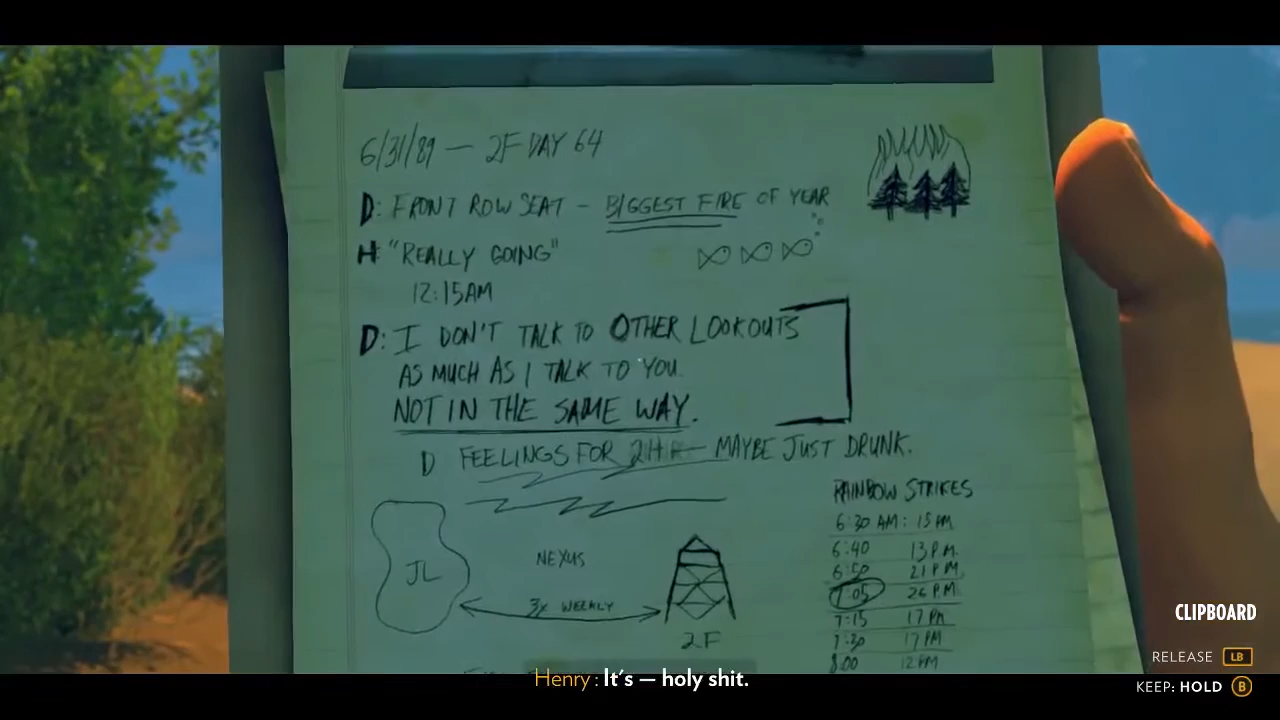 6/31/89 — 2F DAY 64
D: FRONT ROW SEAT – BIGGEST FIRE OF YEAR
H "REALLY GOING"
12:15AM
D: I DON'T TALK TO OTHER LOOKOUTS
AS MUCH AS I TALK TO YOU.
NOT IN THE SAME WAY.
D FEELINGS FOR MAYBE JUST DRUNK.
RAINBOW STRIKES
6:30 AM: 15 PM
6:40 13 P.M.
6:50 21 P.M.
7:05 26 P.M.
7:15 17 PM
7:30 17 PM
8:00 12 PM
JL
NEXUS
3x WEEKLY
2F
CLIPBOARD
RELEASE LB
KEEP: HOLD B
Henry: It's — holy shit.